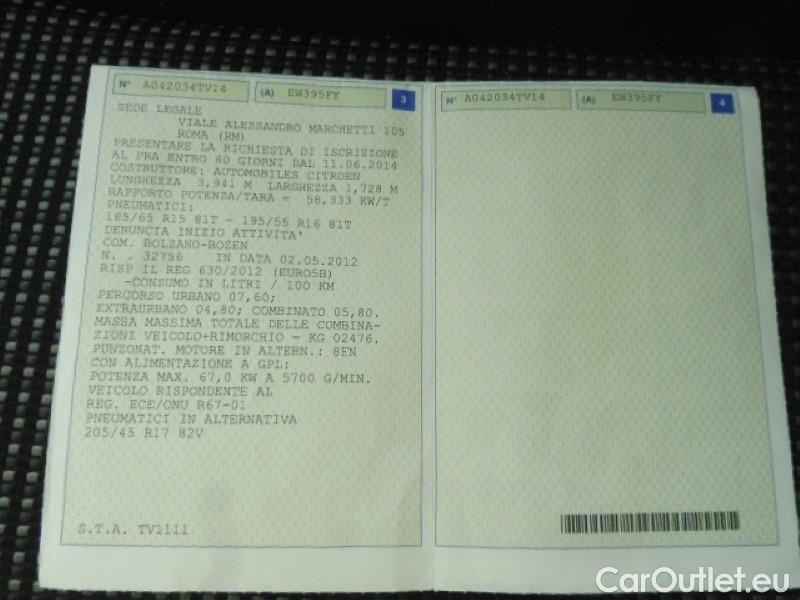 N° A042034TV14 (A) EW395FY 3
SEDE LEGALE
VIALE ALESSANDRO MARCHETTI 105
ROMA (RM)
PRESENTARE LA RICHIESTA DI ISCRIZIONE
AL PRA ENTRO 60 GIORNI DAL 11.06.2014
COSTRUTTORE: AUTOMOBILES CITROEN
LUNGHEZZA 3,941 M LARGHEZZA 1,728 M
RAPPORTO POTENZA/TARA = 58,333 KW/T
PNEUMATICI:
185/65 R15 81T - 195/55 R16 81T
DENUNCIA INIZIO ATTIVITA'
COM. BOLZANO-BOZEN
N. . 32756 IN DATA 02.05.2012
RISP IL REG 630/2012 (EURO5B)
-CONSUMO IN LITRI / 100 KM
PERCORSO URBANO 07,60;
EXTRAURBANO 04,80; COMBINATO 05,80.
MASSA MASSIMA TOTALE DELLE COMBINA-
ZIONI VEICOLO+RIMORCHIO = KG 02476.
PUNZONAT. MOTORE IN ALTERN.: 8FN
CON ALIMENTAZIONE A GPL:
POTENZA MAX. 67,0 KW A 5700 G/MIN.
VEICOLO RISPONDENTE AL
REG. ECE/ONU R67-01
PNEUMATICI IN ALTERNATIVA
205/45 R17 82V
S.T.A. TV1111
N° A042034TV14 (A) EW395FY 4
CarOutlet.eu